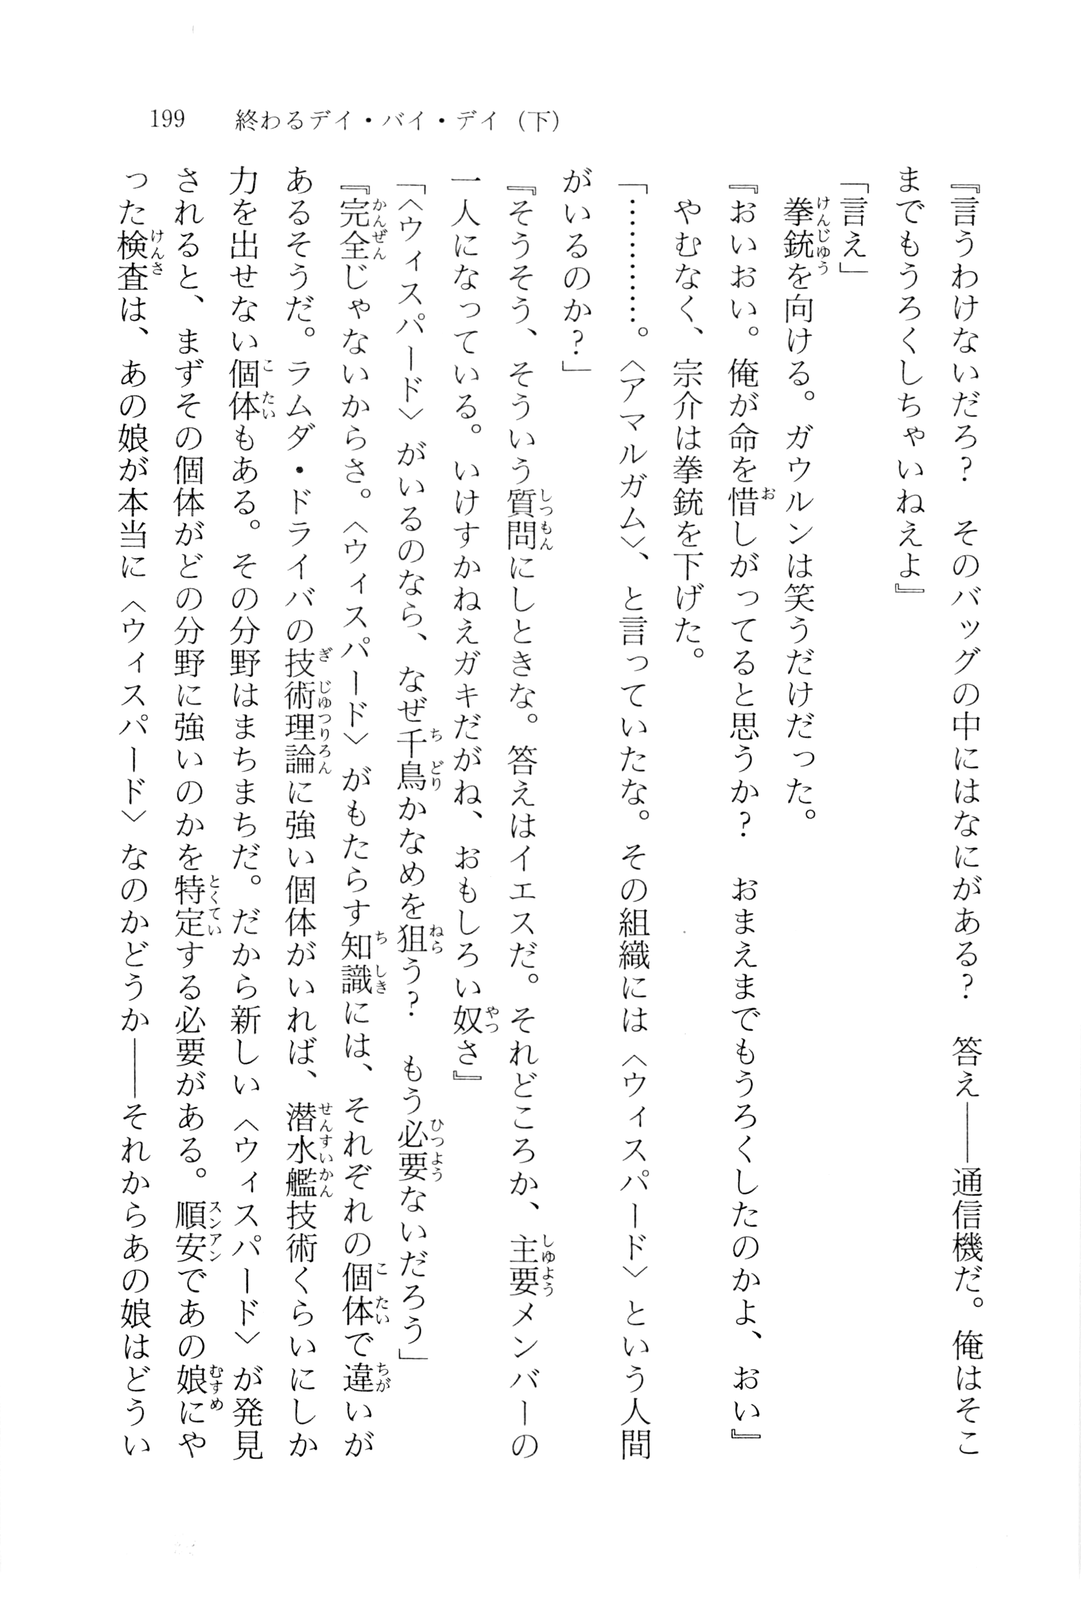 199　終わるデイ・バイ・デイ（下）
『言うわけないだろ？　そのバッグの中にはなにがある？　答え——通信機だ。俺はそこ
までもうろくしちゃいねえよ』
「言え」
拳銃を向ける。ガウルンは笑うだけだった。
『おいおい。俺が命を惜しがってると思うか？　おまえまでもうろくしたのかよ、おい』
やむなく、宗介は拳銃を下げた。
「…………。〈アマルガム〉、と言っていたな。その組織には〈ウィスパード〉という人間
がいるのか？」
『そうそう、そういう質問にしときな。答えはイエスだ。それどころか、主要メンバーの
一人になっている。いけすかねえガキだがね、おもしろい奴さ』
「〈ウィスパード〉がいるのなら、なぜ千鳥かなめを狙う？　もう必要ないだろう」
『完全じゃないからさ。〈ウィスパード〉がもたらす知識には、それぞれの個体で違いが
あるそうだ。ラムダ・ドライバの技術理論に強い個体がいれば、潜水艦技術くらいにしか
力を出せない個体もある。その分野はまちまちだ。だから新しい〈ウィスパード〉が発見
されると、まずその個体がどの分野に強いのかを特定する必要がある。順安であの娘にや
った検査は、あの娘が本当に〈ウィスパード〉なのかどうか——それからあの娘はどうい